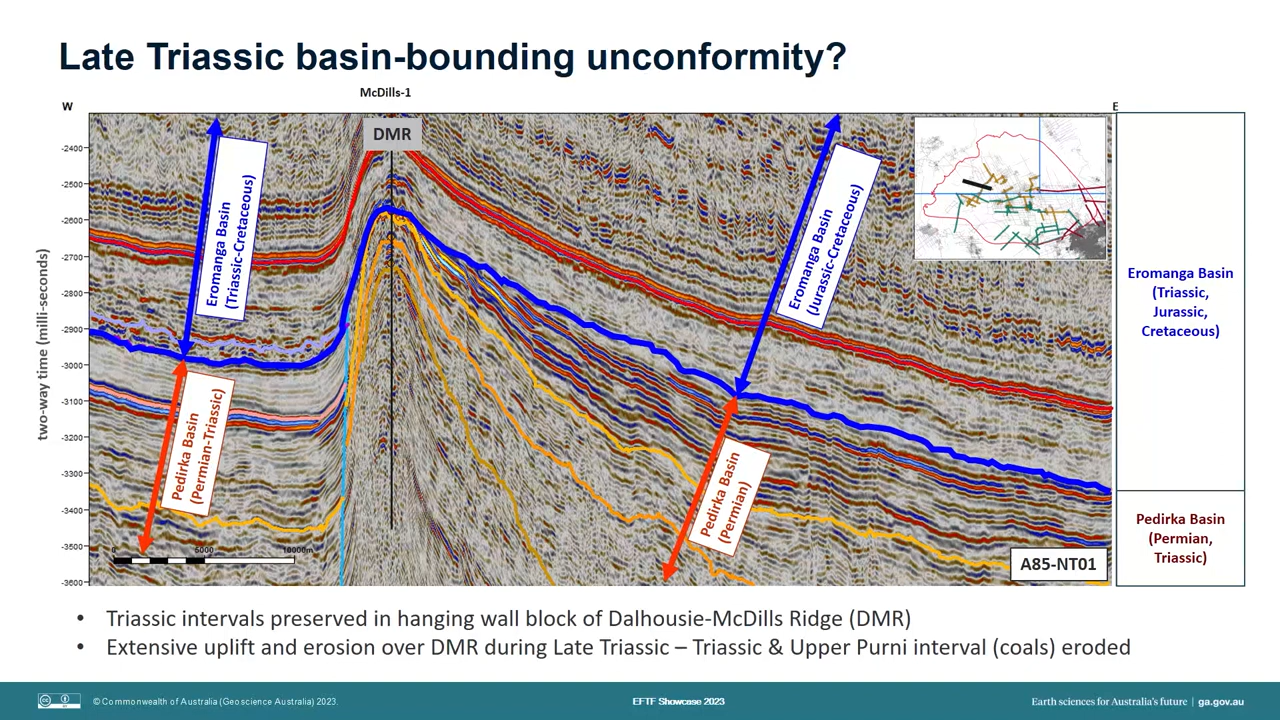 Late Triassic basin-bounding unconformity?
McDills-1
W
E
DMR
-2400
-2500
-2600
-2700
-2800
-2900
-3000
-3100
-3200
-3300
-3400
-3500
-3600
two-way time (milli-seconds)
Eromanga Basin
(Triassic-Cretaceous)
Pedirka Basin
(Permian-Triassic)
Eromanga Basin
(Jurassic-Cretaceous)
Pedirka Basin
(Permian)
0 5000 10000m
A85-NT01
Eromanga Basin
(Triassic,
Jurassic,
Cretaceous)
Pedirka Basin
(Permian,
Triassic)
• Triassic intervals preserved in hanging wall block of Dalhousie-McDills Ridge (DMR)
• Extensive uplift and erosion over DMR during Late Triassic – Triassic & Upper Purni interval (coals) eroded
© Commonwealth of Australia (Geoscience Australia) 2023.
EFTF Showcase 2023
Earth sciences for Australia's future | ga.gov.au